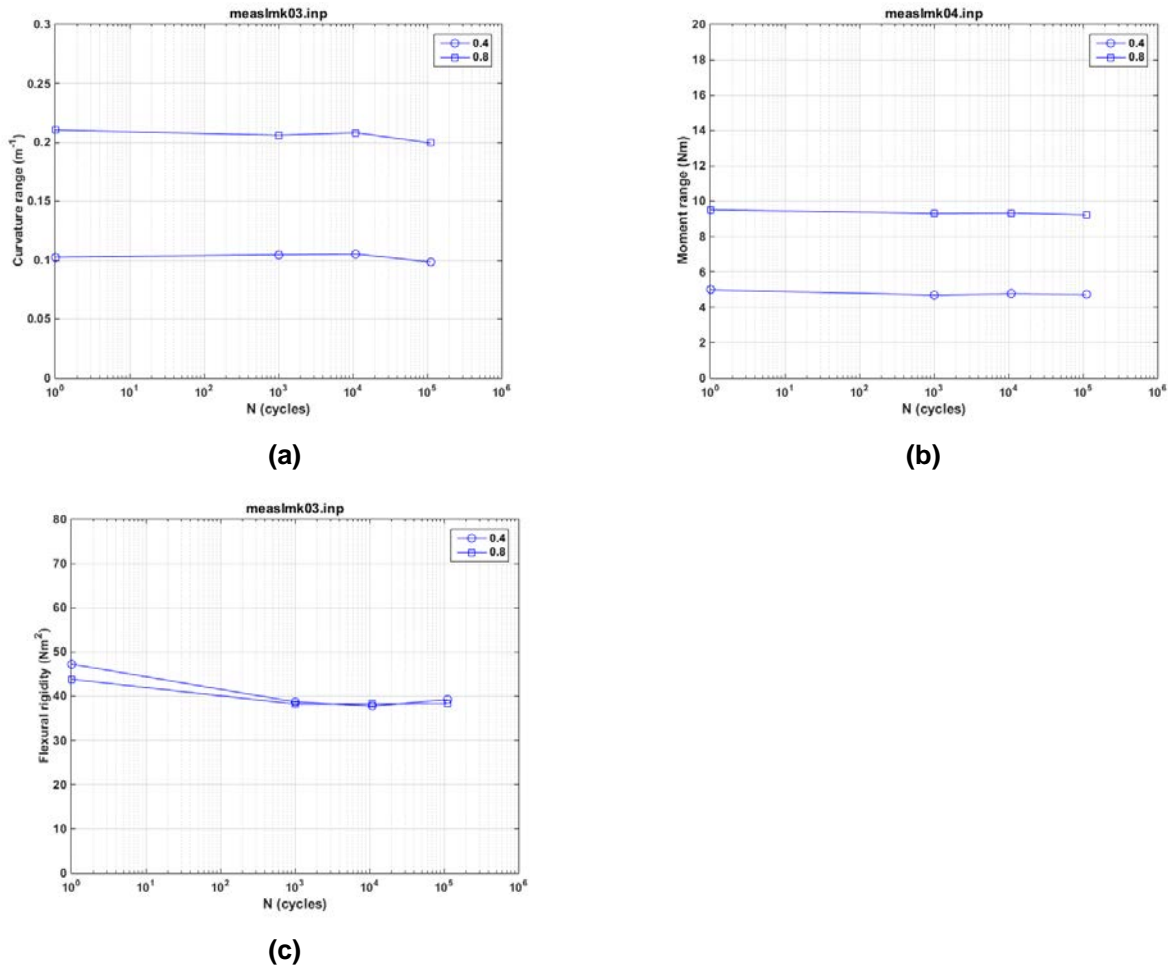 measlmk03.inp
0.4
0.8
0.3
0.25
0.2
0.15
0.1
0.05
0
Curvature range (m⁻¹)
10⁰ 10¹ 10² 10³ 10⁴ 10⁵ 10⁶
N (cycles)
(a)
measlmk04.inp
0.4
0.8
20
18
16
14
12
10
8
6
4
2
0
Moment range (Nm)
10⁰ 10¹ 10² 10³ 10⁴ 10⁵ 10⁶
N (cycles)
(b)
measlmk03.inp
0.4
0.8
80
70
60
50
40
30
20
10
0
Flexural rigidity (Nm²)
10⁰ 10¹ 10² 10³ 10⁴ 10⁵ 10⁶
N (cycles)
(c)